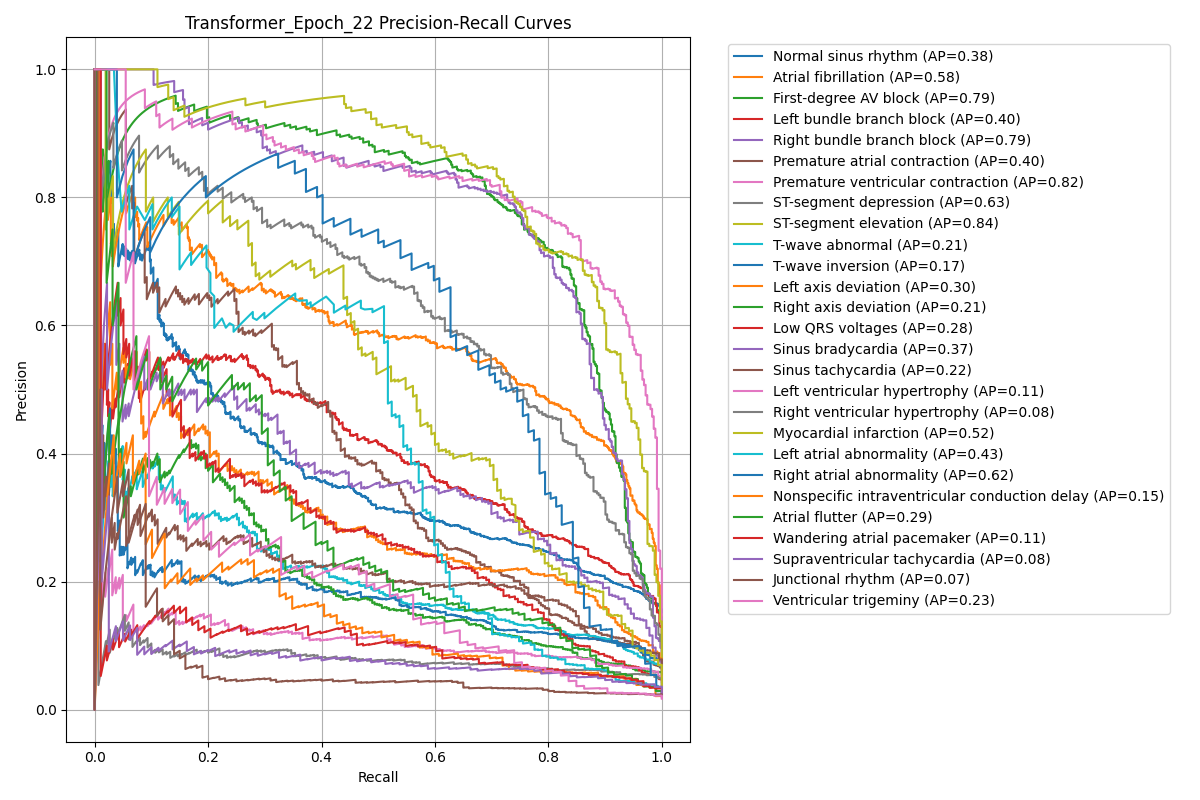 Transformer_Epoch_22 Precision-Recall Curves
Precision
1.0
0.8
0.6
0.4
0.2
0.0
0.0 0.2 0.4 0.6 0.8 1.0
Recall
Normal sinus rhythm (AP=0.38)
Atrial fibrillation (AP=0.58)
First-degree AV block (AP=0.79)
Left bundle branch block (AP=0.40)
Right bundle branch block (AP=0.79)
Premature atrial contraction (AP=0.40)
Premature ventricular contraction (AP=0.82)
ST-segment depression (AP=0.63)
ST-segment elevation (AP=0.84)
T-wave abnormal (AP=0.21)
T-wave inversion (AP=0.17)
Left axis deviation (AP=0.30)
Right axis deviation (AP=0.21)
Low QRS voltages (AP=0.28)
Sinus bradycardia (AP=0.37)
Sinus tachycardia (AP=0.22)
Left ventricular hypertrophy (AP=0.11)
Right ventricular hypertrophy (AP=0.08)
Myocardial infarction (AP=0.52)
Left atrial abnormality (AP=0.43)
Right atrial abnormality (AP=0.62)
Nonspecific intraventricular conduction delay (AP=0.15)
Atrial flutter (AP=0.29)
Wandering atrial pacemaker (AP=0.11)
Supraventricular tachycardia (AP=0.08)
Junctional rhythm (AP=0.07)
Ventricular trigeminy (AP=0.23)